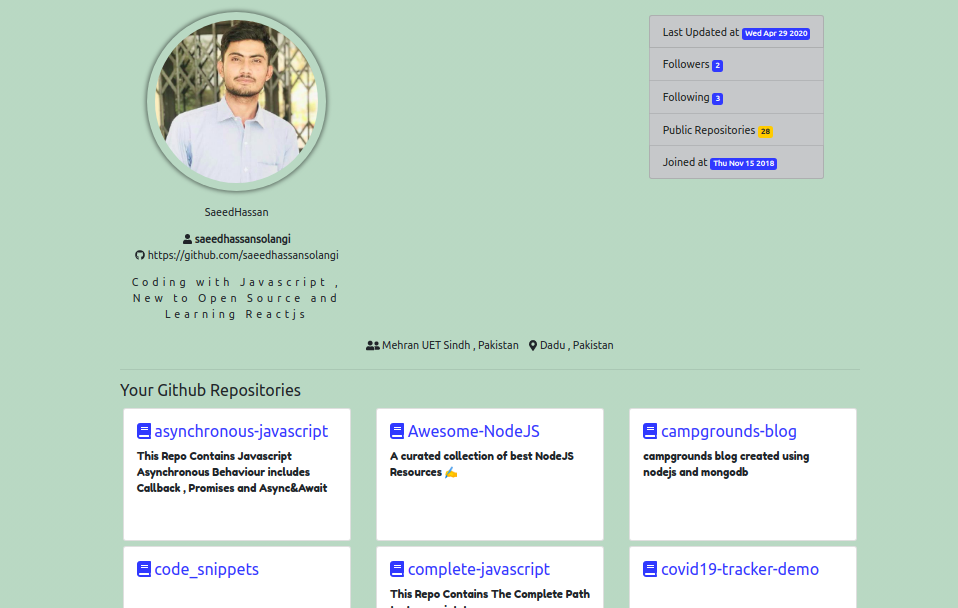 Last Updated at Wed Apr 29 2020
Followers 2
Following 3
Public Repositories 28
Joined at Thu Nov 15 2018
SaeedHassan
saeedhassansolangi
https://github.com/saeedhassansolangi
Coding with Javascript ,
New to Open Source and
Learning Reactjs
Mehran UET Sindh , Pakistan Dadu , Pakistan
Your Github Repositories
asynchronous-javascript
This Repo Contains Javascript
Asynchronous Behaviour includes
Callback , Promises and Async&Await
Awesome-NodeJS
A curated collection of best NodeJS
Resources ✍
campgrounds-blog
campgrounds blog created using
nodejs and mongodb
code_snippets
complete-javascript
This Repo Contains The Complete Path
covid19-tracker-demo